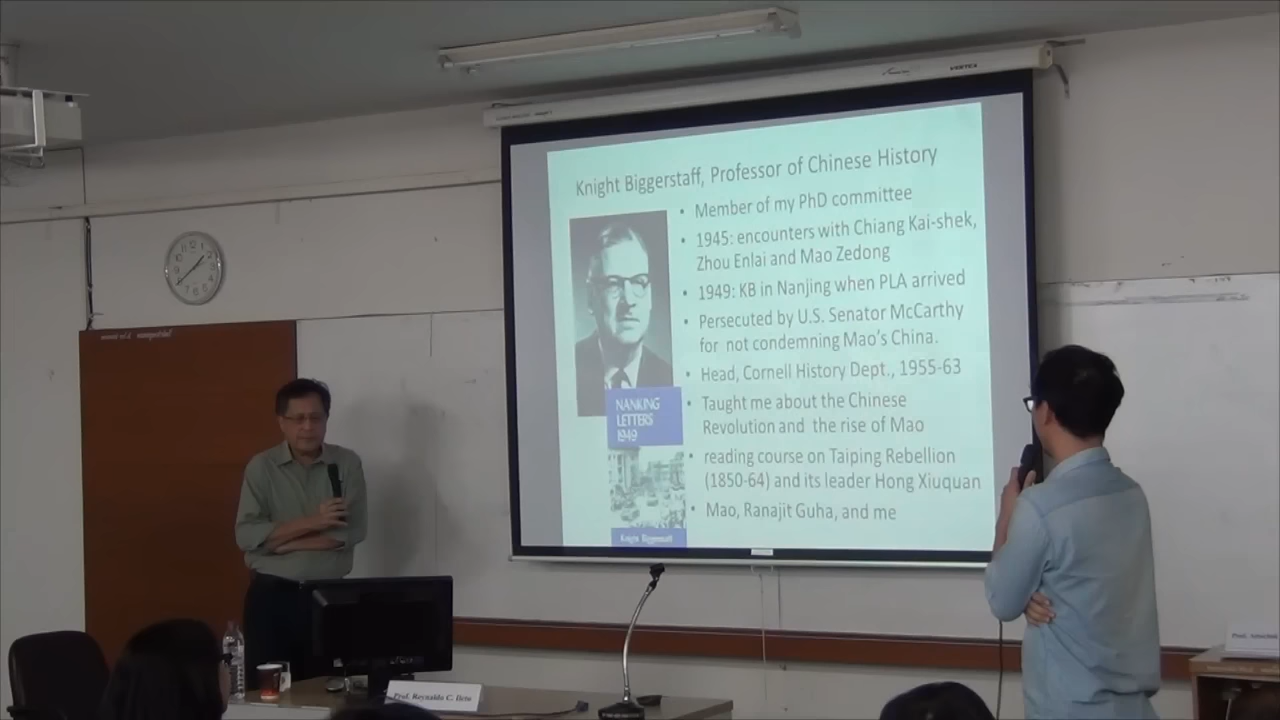 Knight Biggerstaff, Professor of Chinese History
• Member of my PhD committee
• 1945: encounters with Chiang Kai-shek,
Zhou Enlai and Mao Zedong
• 1949: KB in Nanjing when PLA arrived
• Persecuted by U.S. Senator McCarthy
for not condemning Mao's China.
• Head, Cornell History Dept., 1955-63
• Taught me about the Chinese
Revolution and the rise of Mao
• reading course on Taiping Rebellion
(1850-64) and its leader Hong Xiuquan
• Mao, Ranajit Guha, and me
NANKING
LETTERS
1949
Knight Biggerstaff
VERTEX
Prof. Reynaldo C. Ileto
Prof.